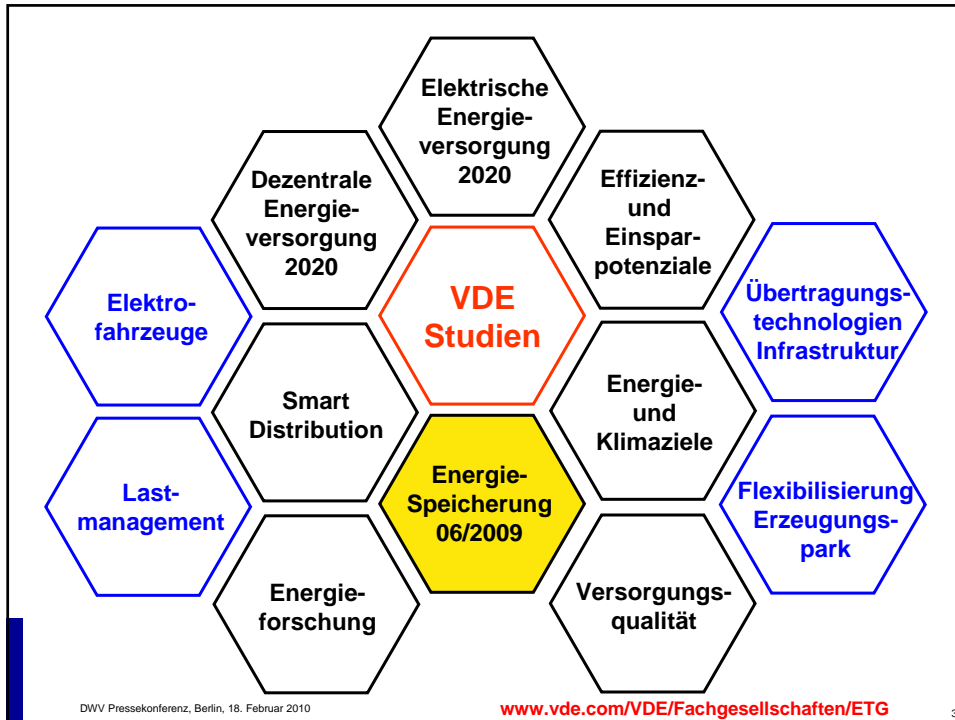 Elektrische
Energie-
versorgung
2020
Dezentrale
Energie-
versorgung
2020
Effizienz-
und
Einspar-
potenziale
Elektro-
fahrzeuge
VDE
Studien
Übertragungs-
technologien
Infrastruktur
Smart
Distribution
Energie-
und
Klimaziele
Last-
management
Energie-
Speicherung
06/2009
Flexibilisierung
Erzeugungs-
park
Energie-
forschung
Versorgungs-
qualität
DWV Pressekonferenz, Berlin, 18. Februar 2010
www.vde.com/VDE/Fachgesellschaften/ETG
3